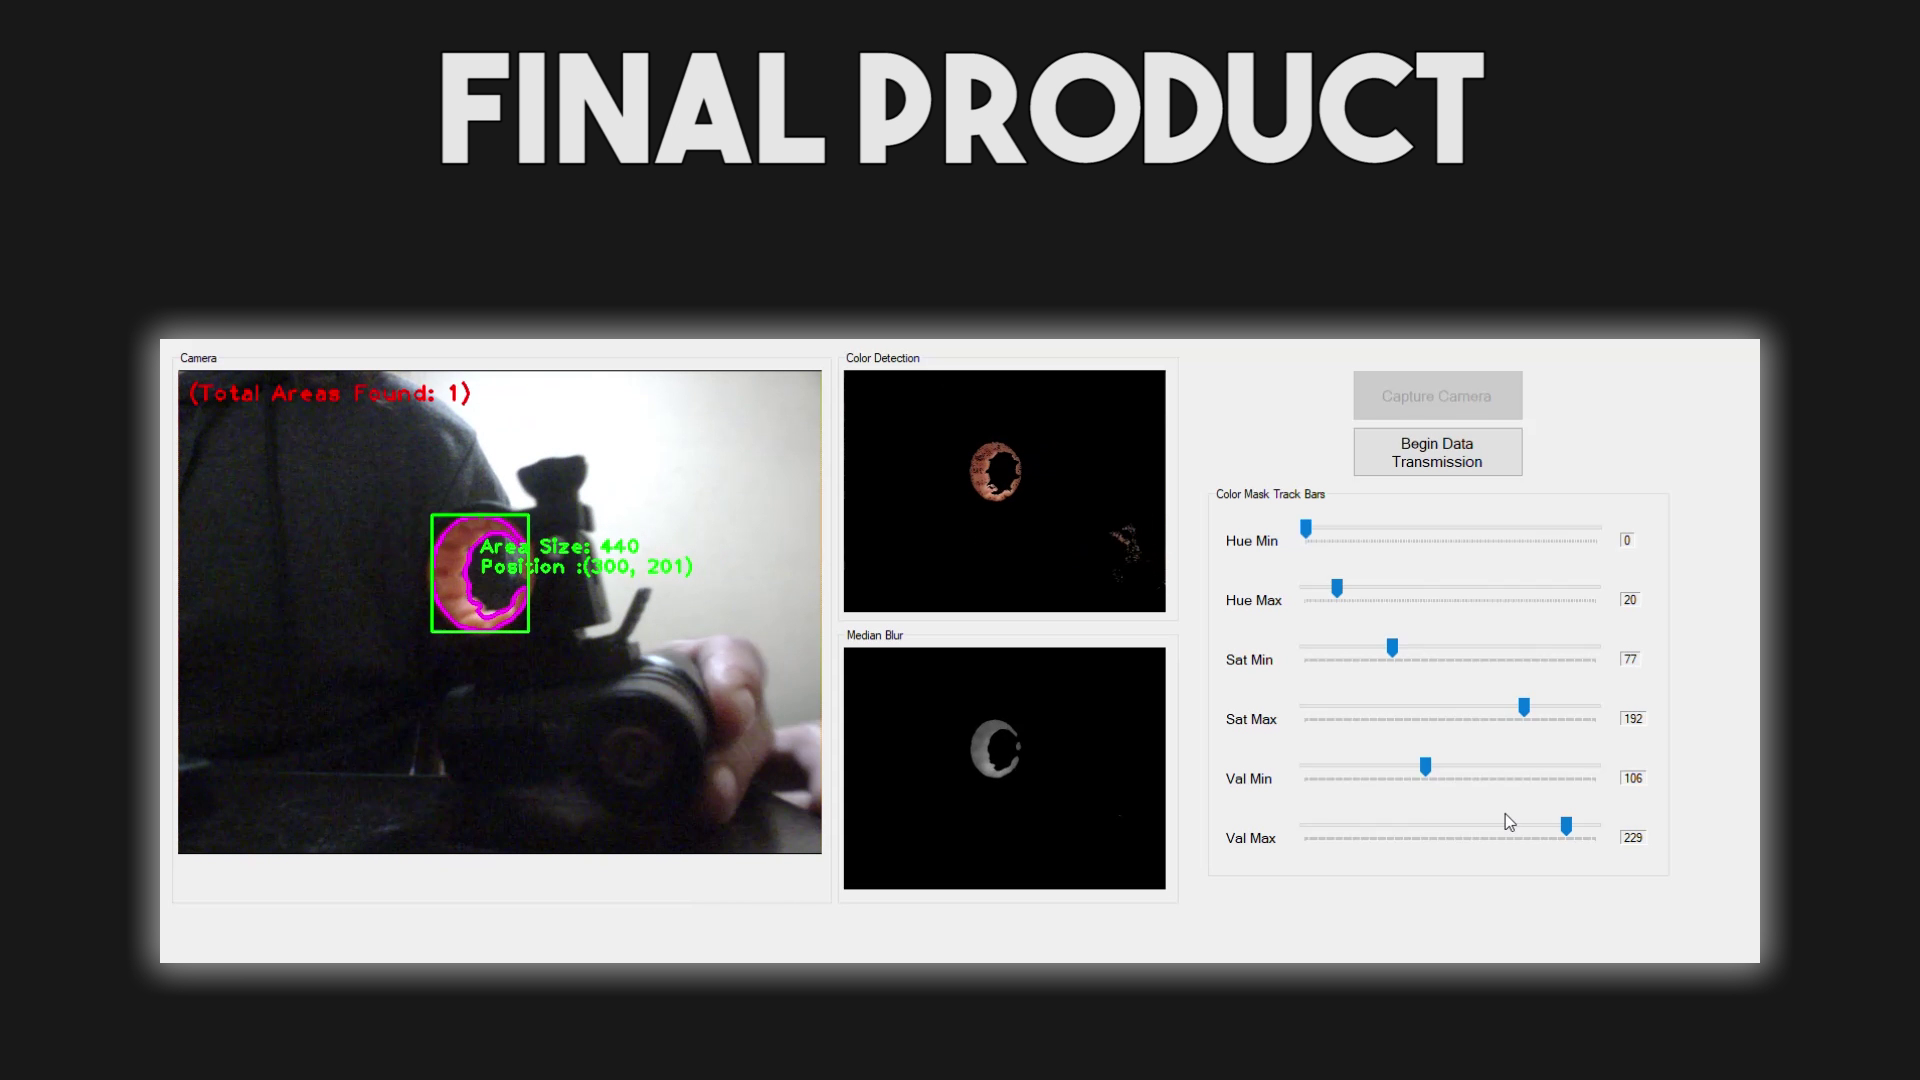 FINAL PRODUCT
Camera
(Total Areas Found: 1)
Area Size: 440
Position :(300, 201)
Color Detection
Median Blur
Capture Camera
Begin Data
Transmission
Color Mask Track Bars
Hue Min 0
Hue Max 20
Sat Min 77
Sat Max 192
Val Min 106
Val Max 229